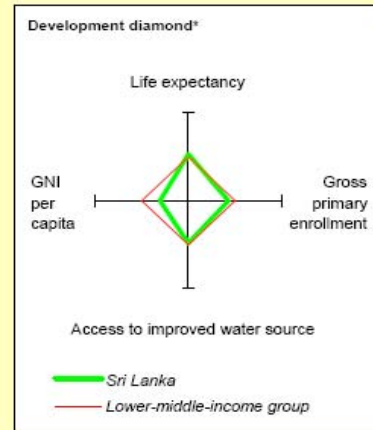 Development diamond*
Life expectancy
GNI
per
capita
Gross
primary
enrollment
Access to improved water source
Sri Lanka
Lower-middle-income group